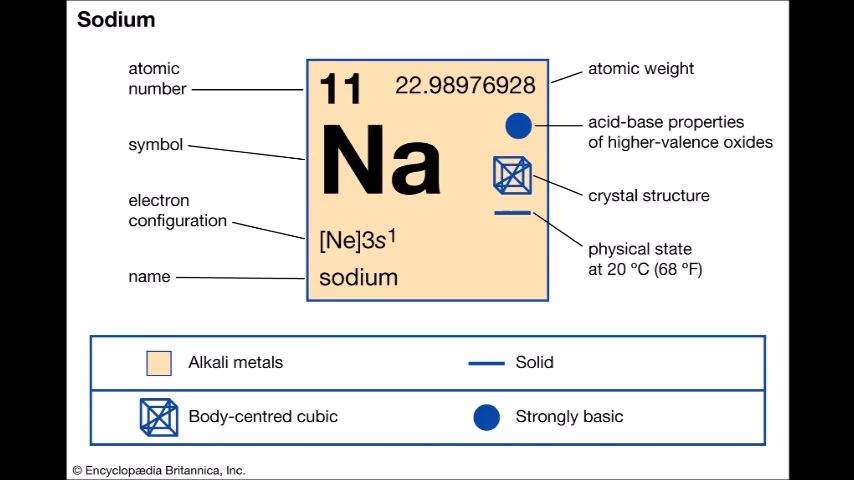 Sodium
atomic
number
symbol
electron
configuration
name
11
22.98976928
Na
[Ne]3s¹
sodium
atomic weight
acid-base properties
of higher-valence oxides
crystal structure
physical state
at 20 °C (68 °F)
Alkali metals
Solid
Body-centred cubic
Strongly basic
© Encyclopædia Britannica, Inc.